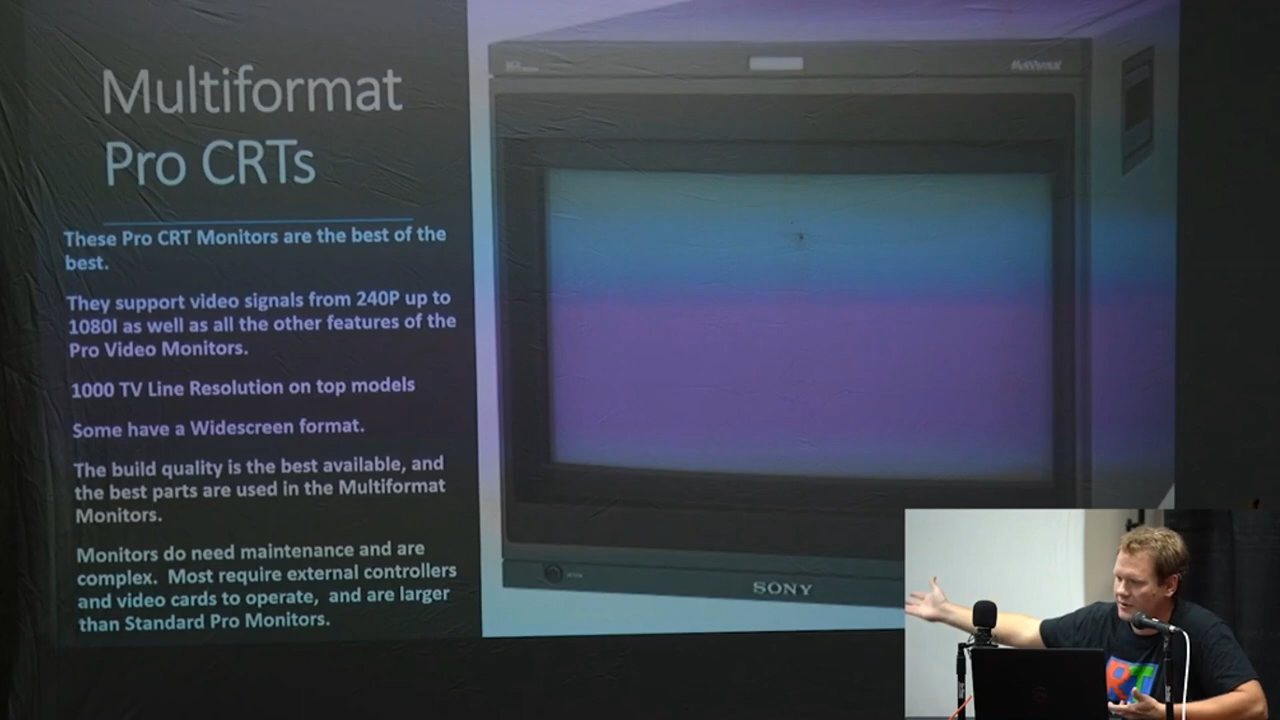 Multiformat
Pro CRTs
These Pro CRT Monitors are the best of the
best.
They support video signals from 240P up to
1080I as well as all the other features of the
Pro Video Monitors.
1000 TV Line Resolution on top models
Some have a Widescreen format.
The build quality is the best available, and
the best parts are used in the Multiformat
Monitors.
Monitors do need maintenance and are
complex. Most require external controllers
and video cards to operate, and are larger
than Standard Pro Monitors.
SONY